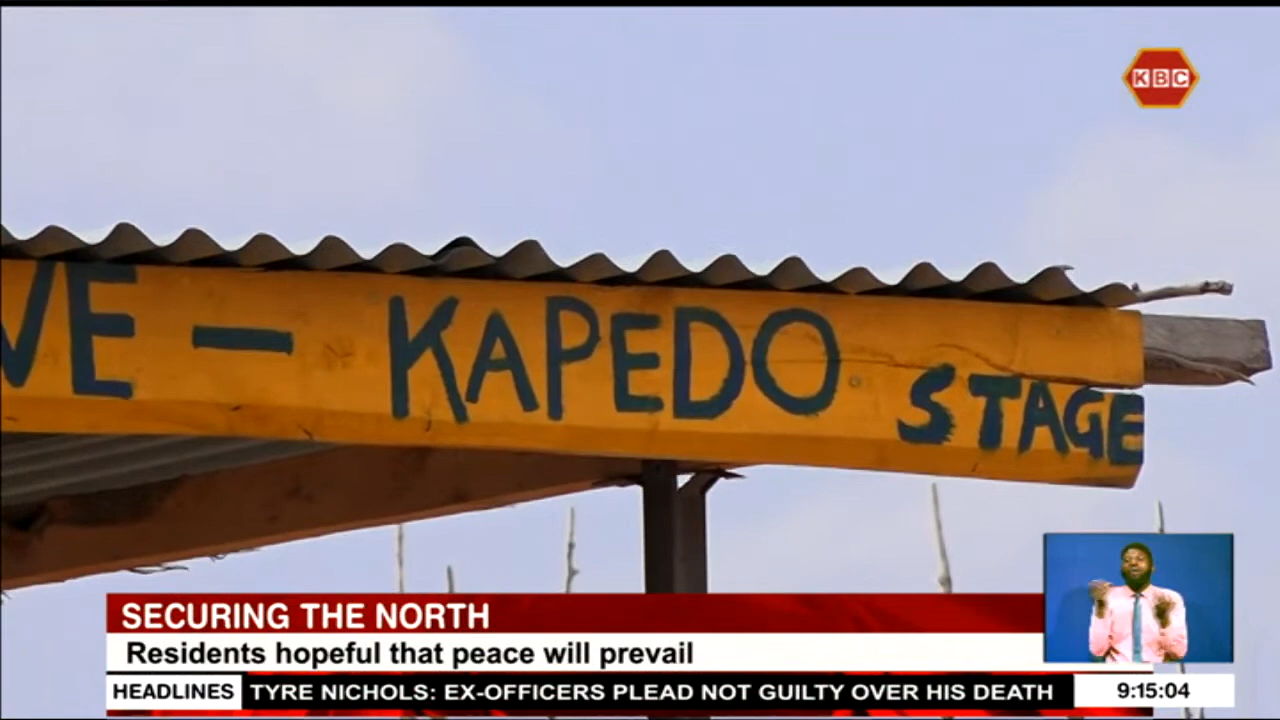 KBC
VE – KAPEDO STAGE
SECURING THE NORTH
Residents hopeful that peace will prevail
HEADLINES TYRE NICHOLS: EX-OFFICERS PLEAD NOT GUILTY OVER HIS DEATH 9:15:04